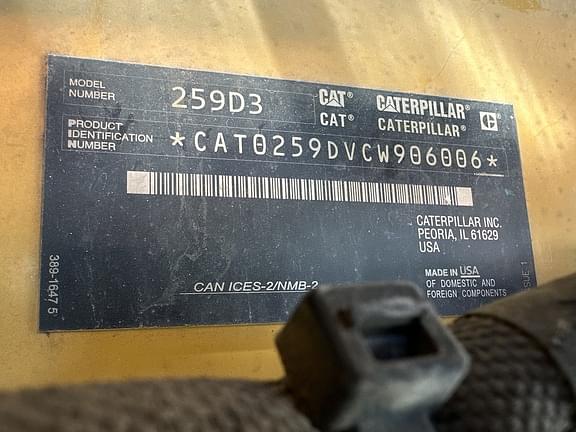 MODEL NUMBER 259D3 CAT® CATERPILLAR® C
CAT® CATERPILLAR®
PRODUCT IDENTIFICATION NUMBER *CAT0259DVCW906006*
CATERPILLAR INC.
PEORIA, IL 61629
USA
MADE IN USA
OF DOMESTIC AND
FOREIGN COMPONENTS
CAN ICES-2/NMB-2
389-1647 5